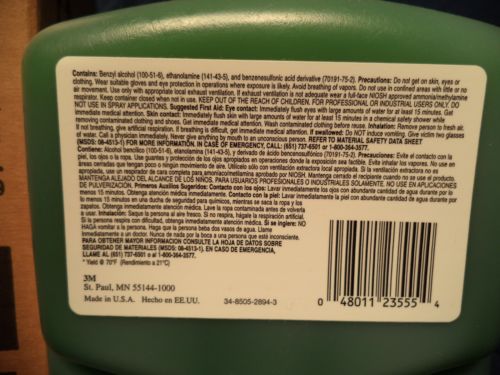 Contains: Benzyl alcohol (100-51-6), ethanolamine (141-43-5), and benzenesulfonic acid derivative (70191-75-2). Precautions: Do not get on skin, eyes or
clothing. Wear suitable gloves and eye protection in operations where exposure is likely. Avoid breathing of vapors. Do not use in confined areas with little or no
air movement. Use only with appropriate local exhaust ventilation. If exhaust ventilation is not adequate wear a full-face NIOSH approved ammonia/methylamine
respirator. Keep container closed when not in use. KEEP OUT OF THE REACH OF CHILDREN. FOR PROFESSIONAL OR INDUSTRIAL USERS ONLY. DO
NOT USE IN SPRAY APPLICATIONS. Suggested First Aid: Eye contact: Immediately flush eyes with large amounts of water for at least 15 minutes. Get
immediate medical attention. Skin contact: Immediately flush skin with large amounts of water for at least 15 minutes in a chemical safety shower while
removing contaminated clothing and shoes. Get immediate medical attention. Wash contaminated clothing before reuse. Inhalation: Remove person to fresh air.
If not breathing, give artificial respiration. If breathing is difficult, get immediate medical attention. If swallowed: Do NOT induce vomiting. Give victim two glasses
of water. Call a physician immediately. Never give anything by mouth to an unconscious person. REFER TO MATERIAL SAFETY DATA SHEET
(MSDS: 06-4513-1) FOR MORE INFORMATION. IN CASE OF EMERGENCY, CALL: (651) 737-6501 or 1-800-364-3577.
Contiene: Alcohol bencílico (100-51-6), etanolamina (141-43-5), y derivado de ácido bencensulfónico (70191-75-2). Precauciones: Evite el contacto con la
piel, los ojos o la ropa. Use guantes y protección de los ojos apropiados en operaciones donde la exposición sea factible. Evite inhalar los vapores. No use en
áreas cerradas que tengan poco o ningún movimiento de aire. Utilícelo sólo con ventilación extractora local apropiada. Si la ventilación extractora no es
apropiada, use un respirador de cara completa para amoníaco/metilamina aprobado por NIOSH. Mantenga cerrado el recipiente cuando no se use el producto.
MANTENGA ALEJADO DEL ALCANCE DE LOS NIÑOS. PARA USUARIOS PROFESIONALES O INDUSTRIALES SOLAMENTE. NO USE EN APLICACIONES
DE PULVERIZACIÓN. Primeros Auxilios Sugeridos: Contacto con los ojos: Lavar inmediatamente los ojos con abundante cantidad de agua durante por lo
menos 15 minutos. Obtenga atención médica inmediatamente. Contacto con la piel: Lavar inmediatamente la piel con abundante cantidad de agua durante por
lo menos 15 minutos en una ducha de seguridad para químicos, mientras se saca la ropa y los
zapatos contaminados. Obtenga atención médica inmediata. Lave la ropa contaminada antes de volverla
a usar. Inhalación: Saque la persona al aire fresco. Si no respira, hágale la respiración artificial.
Si la persona respira con dificultad, obtenga atención médica inmediata. Si se ingiere: NO
HAGA vomitar a la persona. Haga que la persona beba dos vasos de agua. Llame
inmediatamente a un doctor. Nunca de nada por la boca a una persona que está inconsciente.
PARA OBTENER MAYOR INFORMACIÓN CONSULTE LA HOJA DE DATOS SOBRE
SEGURIDAD DE MATERIALES (MSDS: 06-4513-1). EN CASO DE EMERGENCIA,
LLAME AL (651) 737-6501 o 1-800-364-3577.
* Yield @ 70°F (Rendimiento a 21°C)
3M
St. Paul, MN 55144-1000
Made in U.S.A. Hecho en EE.UU.
34-8505-2894-3
0 48011 23555 4